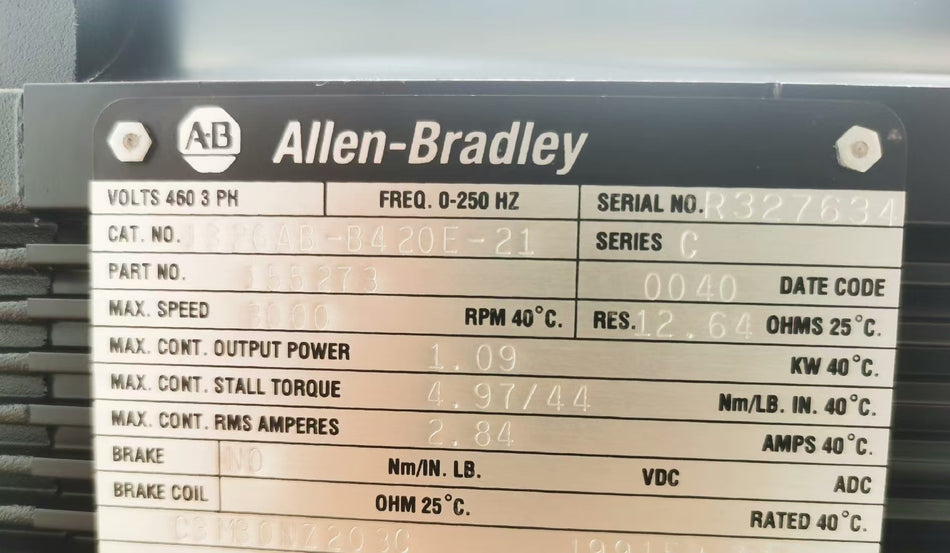 A-B Allen-Bradley
VOLTS 460 3 PH FREQ. 0-250 HZ SERIAL NO. R327634
CAT. NO. B420E-21 SERIES C
PART NO. 155273 0040 DATE CODE
MAX. SPEED 3000 RPM 40°C. RES. 12.64 OHMS 25°C.
MAX. CONT. OUTPUT POWER 1.09 KW 40°C.
MAX. CONT. STALL TORQUE 4.97/44 Nm/LB. IN. 40°C.
MAX. CONT. RMS AMPERES 2.84 AMPS 40°C.
BRAKE NO Nm/IN. LB. VDC ADC
BRAKE COIL OHM 25°C. RATED 40°C.